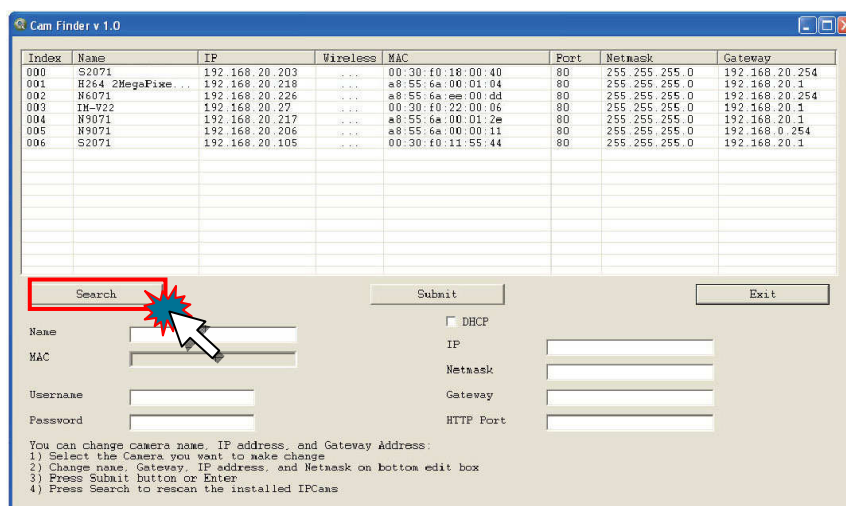 Cam Finder v 1.0
Index Name IP Wireless MAC Port Netmask Gateway
000 S2071 192.168.20.203 ... 00:30:f0:18:00:40 80 255.255.255.0 192.168.20.254
001 H264 2MegaPixe... 192.168.20.218 ... a8:55:6a:00:01:04 80 255.255.255.0 192.168.20.1
002 N6071 192.168.20.226 ... a8:55:6a:ee:00:dd 80 255.255.255.0 192.168.20.254
003 IM-V22 192.168.20.27 ... 00:30:f0:22:00:06 80 255.255.255.0 192.168.20.1
004 N9071 192.168.20.217 ... a8:55:6a:00:01:2e 80 255.255.255.0 192.168.20.1
005 N9071 192.168.20.206 ... a8:55:6a:00:00:11 80 255.255.255.0 192.168.0.254
006 S2071 192.168.20.105 ... 00:30:f0:11:55:44 80 255.255.255.0 192.168.20.1
Search Submit Exit
DHCP
Name
IP
MAC
Netmask
Username Gateway
Password HTTP Port
You can change camera name, IP address, and Gateway Address:
1) Select the Camera you want to make change
2) Change name, Gateway, IP address, and Netmask on bottom edit box
3) Press Submit button or Enter
4) Press Search to rescan the installed IPCams